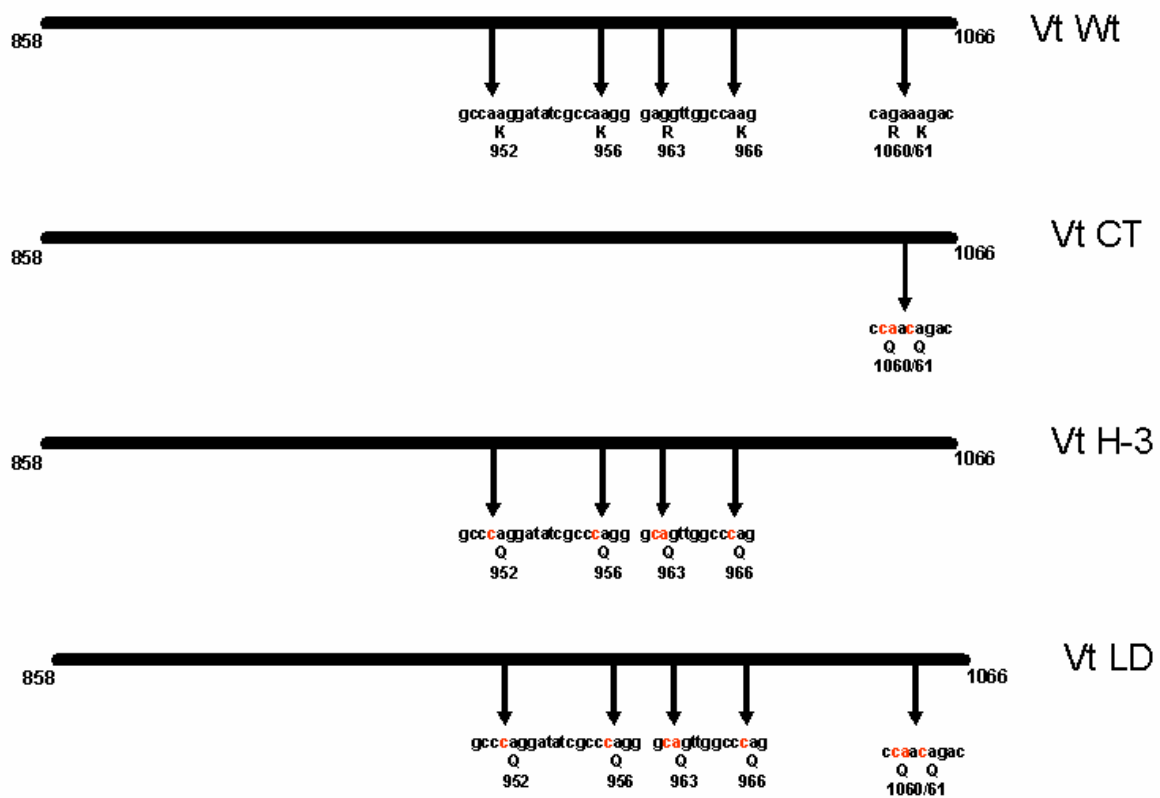 858 1066 Vt Wt
gccaaggatatcgccaagg gaggttggccaag cagaaagac
K K R K R K
952 956 963 966 1060/61
858 1066 Vt CT
ccaacagac
Q Q
1060/61
858 1066 Vt H-3
gcccaggatatcgcccagg gcagttggcccag
Q Q Q Q
952 956 963 966
858 1066 Vt LD
gcccaggatatcgcccagg gcagttggcccag ccaacagac
Q Q Q Q Q Q
952 956 963 966 1060/61